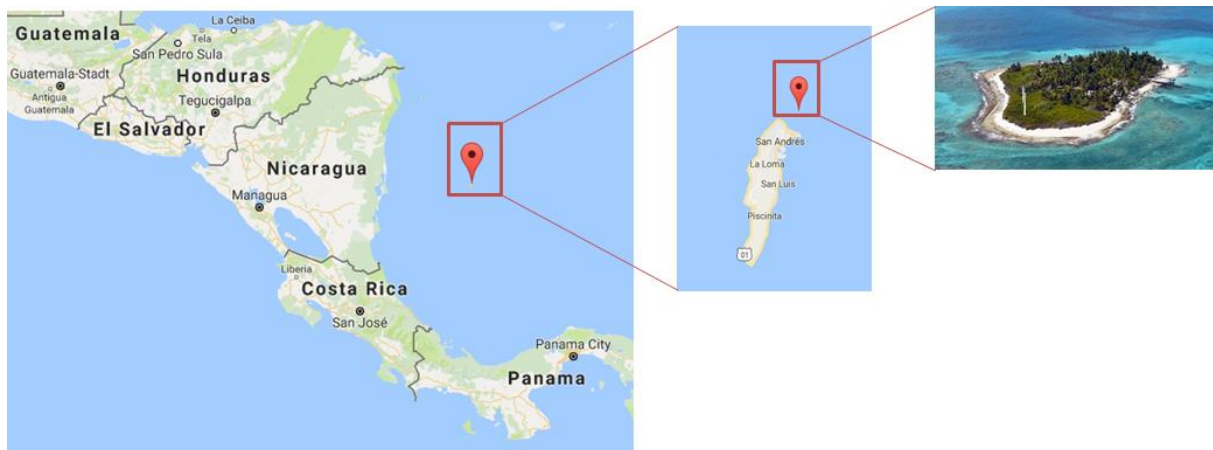 La Ceiba
Tela
Guatemala
San Pedro Sula
Honduras
Guatemala-Stadt
Antigua
Guatemala
Tegucigalpa
El Salvador
Nicaragua
Managua
Liberia
Costa Rica
San José
Panama City
Panama
San Andrés
La Loma
San Luis
Piscinita
01